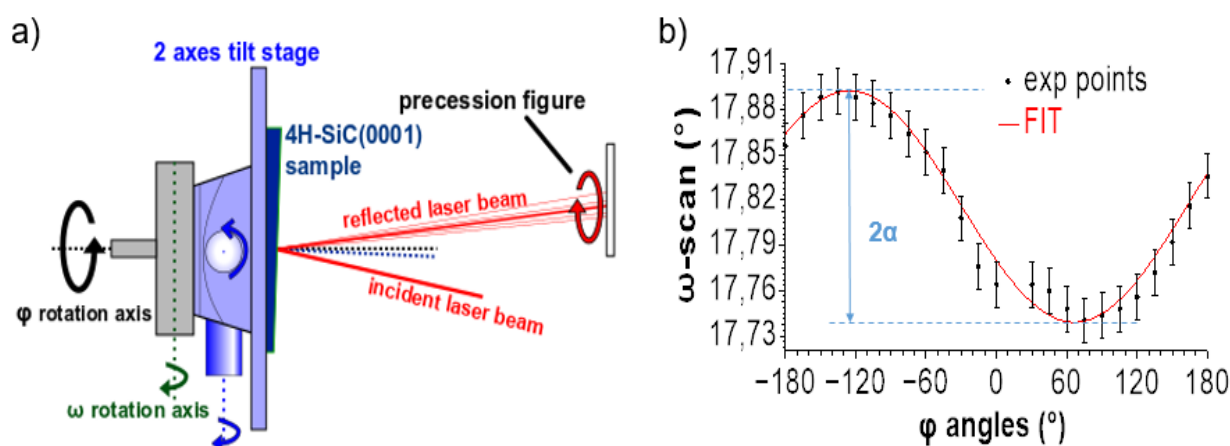 a)
2 axes tilt stage
precession figure
4H-SiC(0001)
sample
reflected laser beam
incident laser beam
φ rotation axis
ω rotation axis
b)
17,91
17,88
17,85
17,82
17,79
17,76
17,73
ω-scan (°)
exp points
FIT
2α
−180 −120 −60 0 60 120 180
φ angles (°)